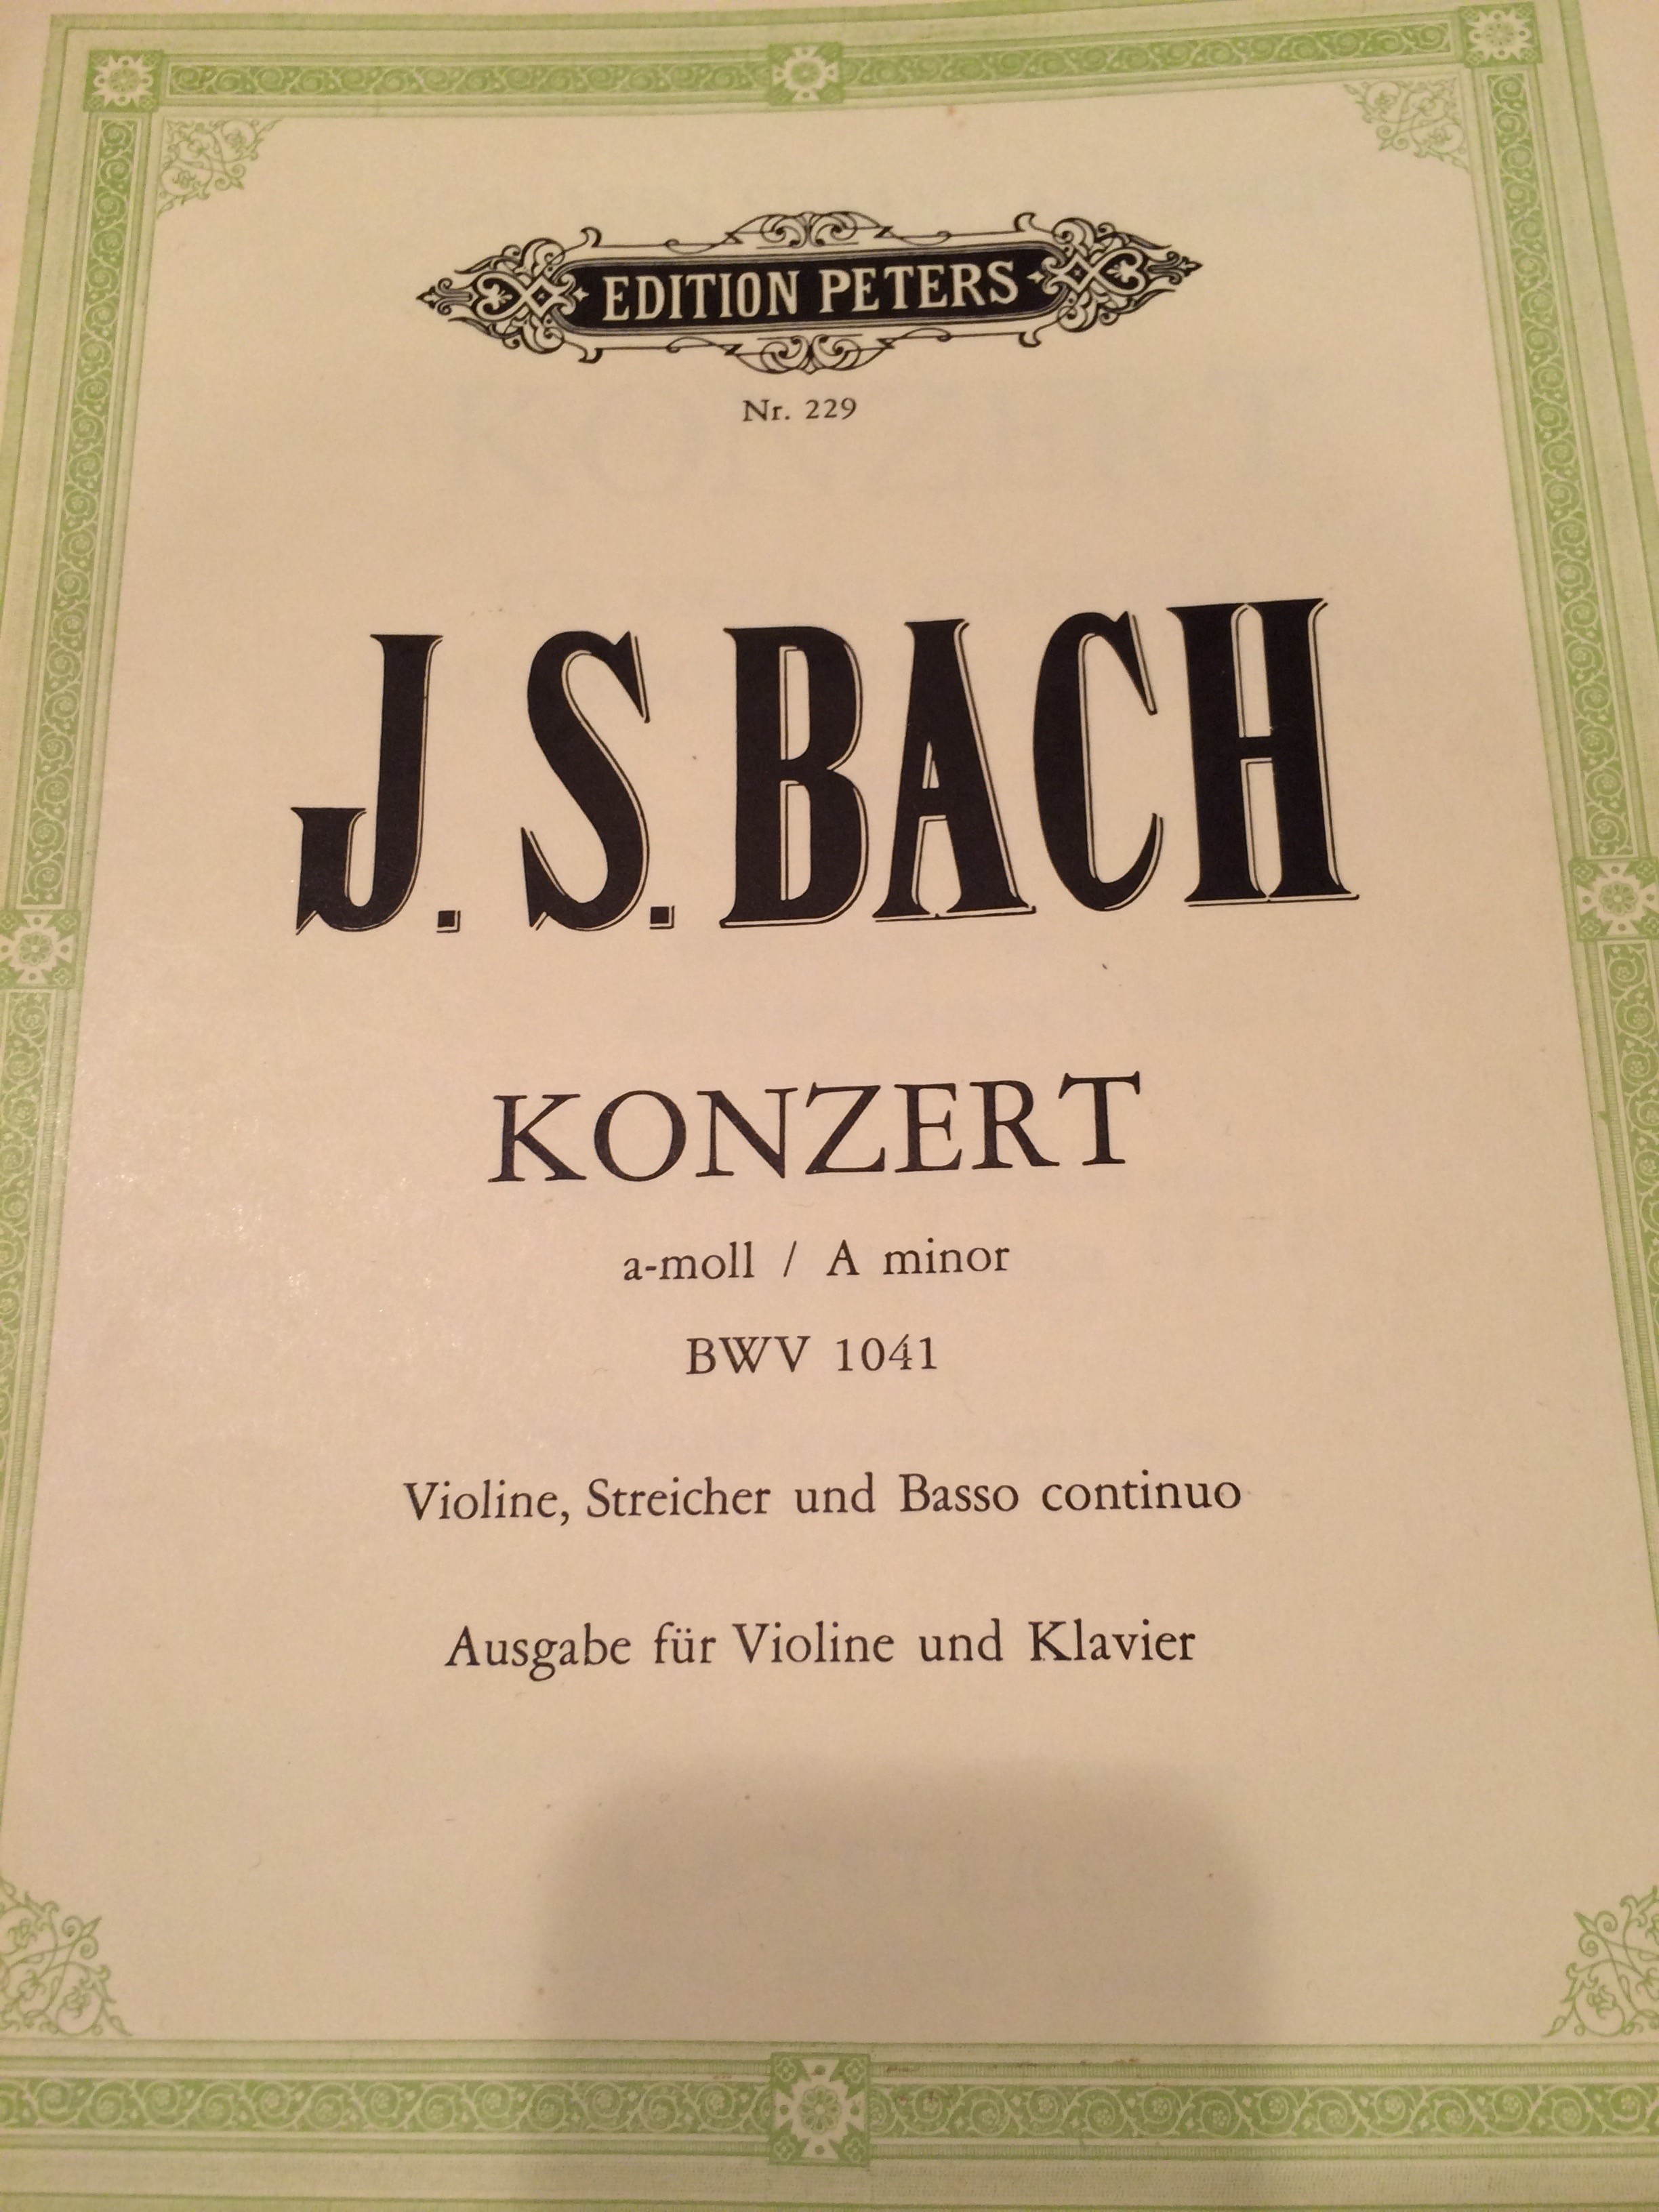 EDITION PETERS
Nr. 229
J. S. BACH
KONZERT
a-moll / A minor
BWV 1041
Violine, Streicher und Basso continuo
Ausgabe für Violine und Klavier